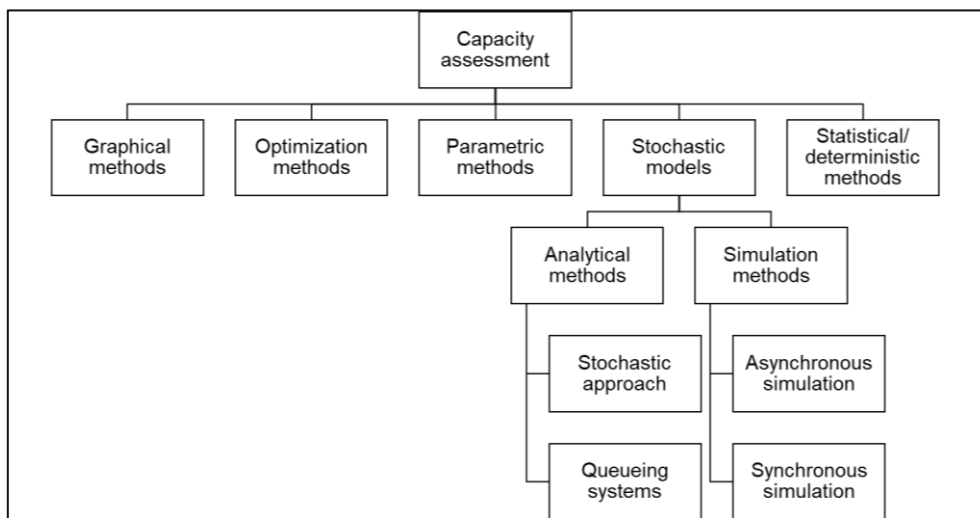 Capacity
assessment
Graphical
methods
Optimization
methods
Parametric
methods
Stochastic
models
Statistical/
deterministic
methods
Analytical
methods
Simulation
methods
Stochastic
approach
Asynchronous
simulation
Queueing
systems
Synchronous
simulation